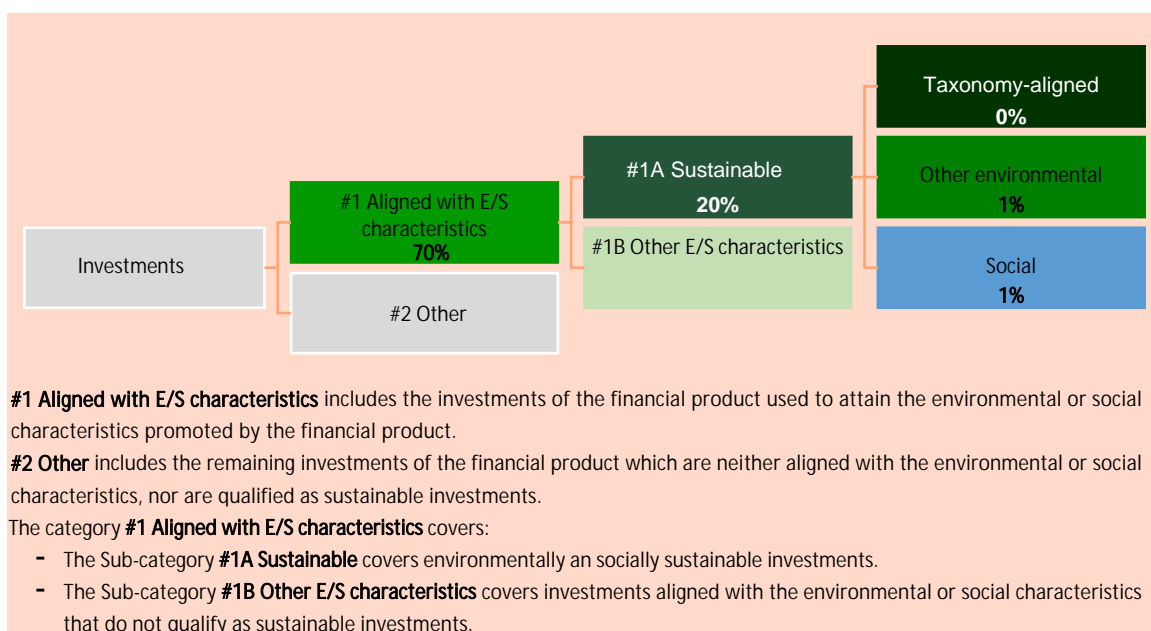 Investments
#1 Aligned with E/S
characteristics
70%
#2 Other
#1A Sustainable
20%
#1B Other E/S characteristics
Taxonomy-aligned
0%
Other environmental
1%
Social
1%
#1 Aligned with E/S characteristics includes the investments of the financial product used to attain the environmental or social
characteristics promoted by the financial product.
#2 Other includes the remaining investments of the financial product which are neither aligned with the environmental or social
characteristics, nor are qualified as sustainable investments.
The category #1 Aligned with E/S characteristics covers:
- The Sub-category #1A Sustainable covers environmentally an socially sustainable investments.
- The Sub-category #1B Other E/S characteristics covers investments aligned with the environmental or social characteristics
that do not qualify as sustainable investments.